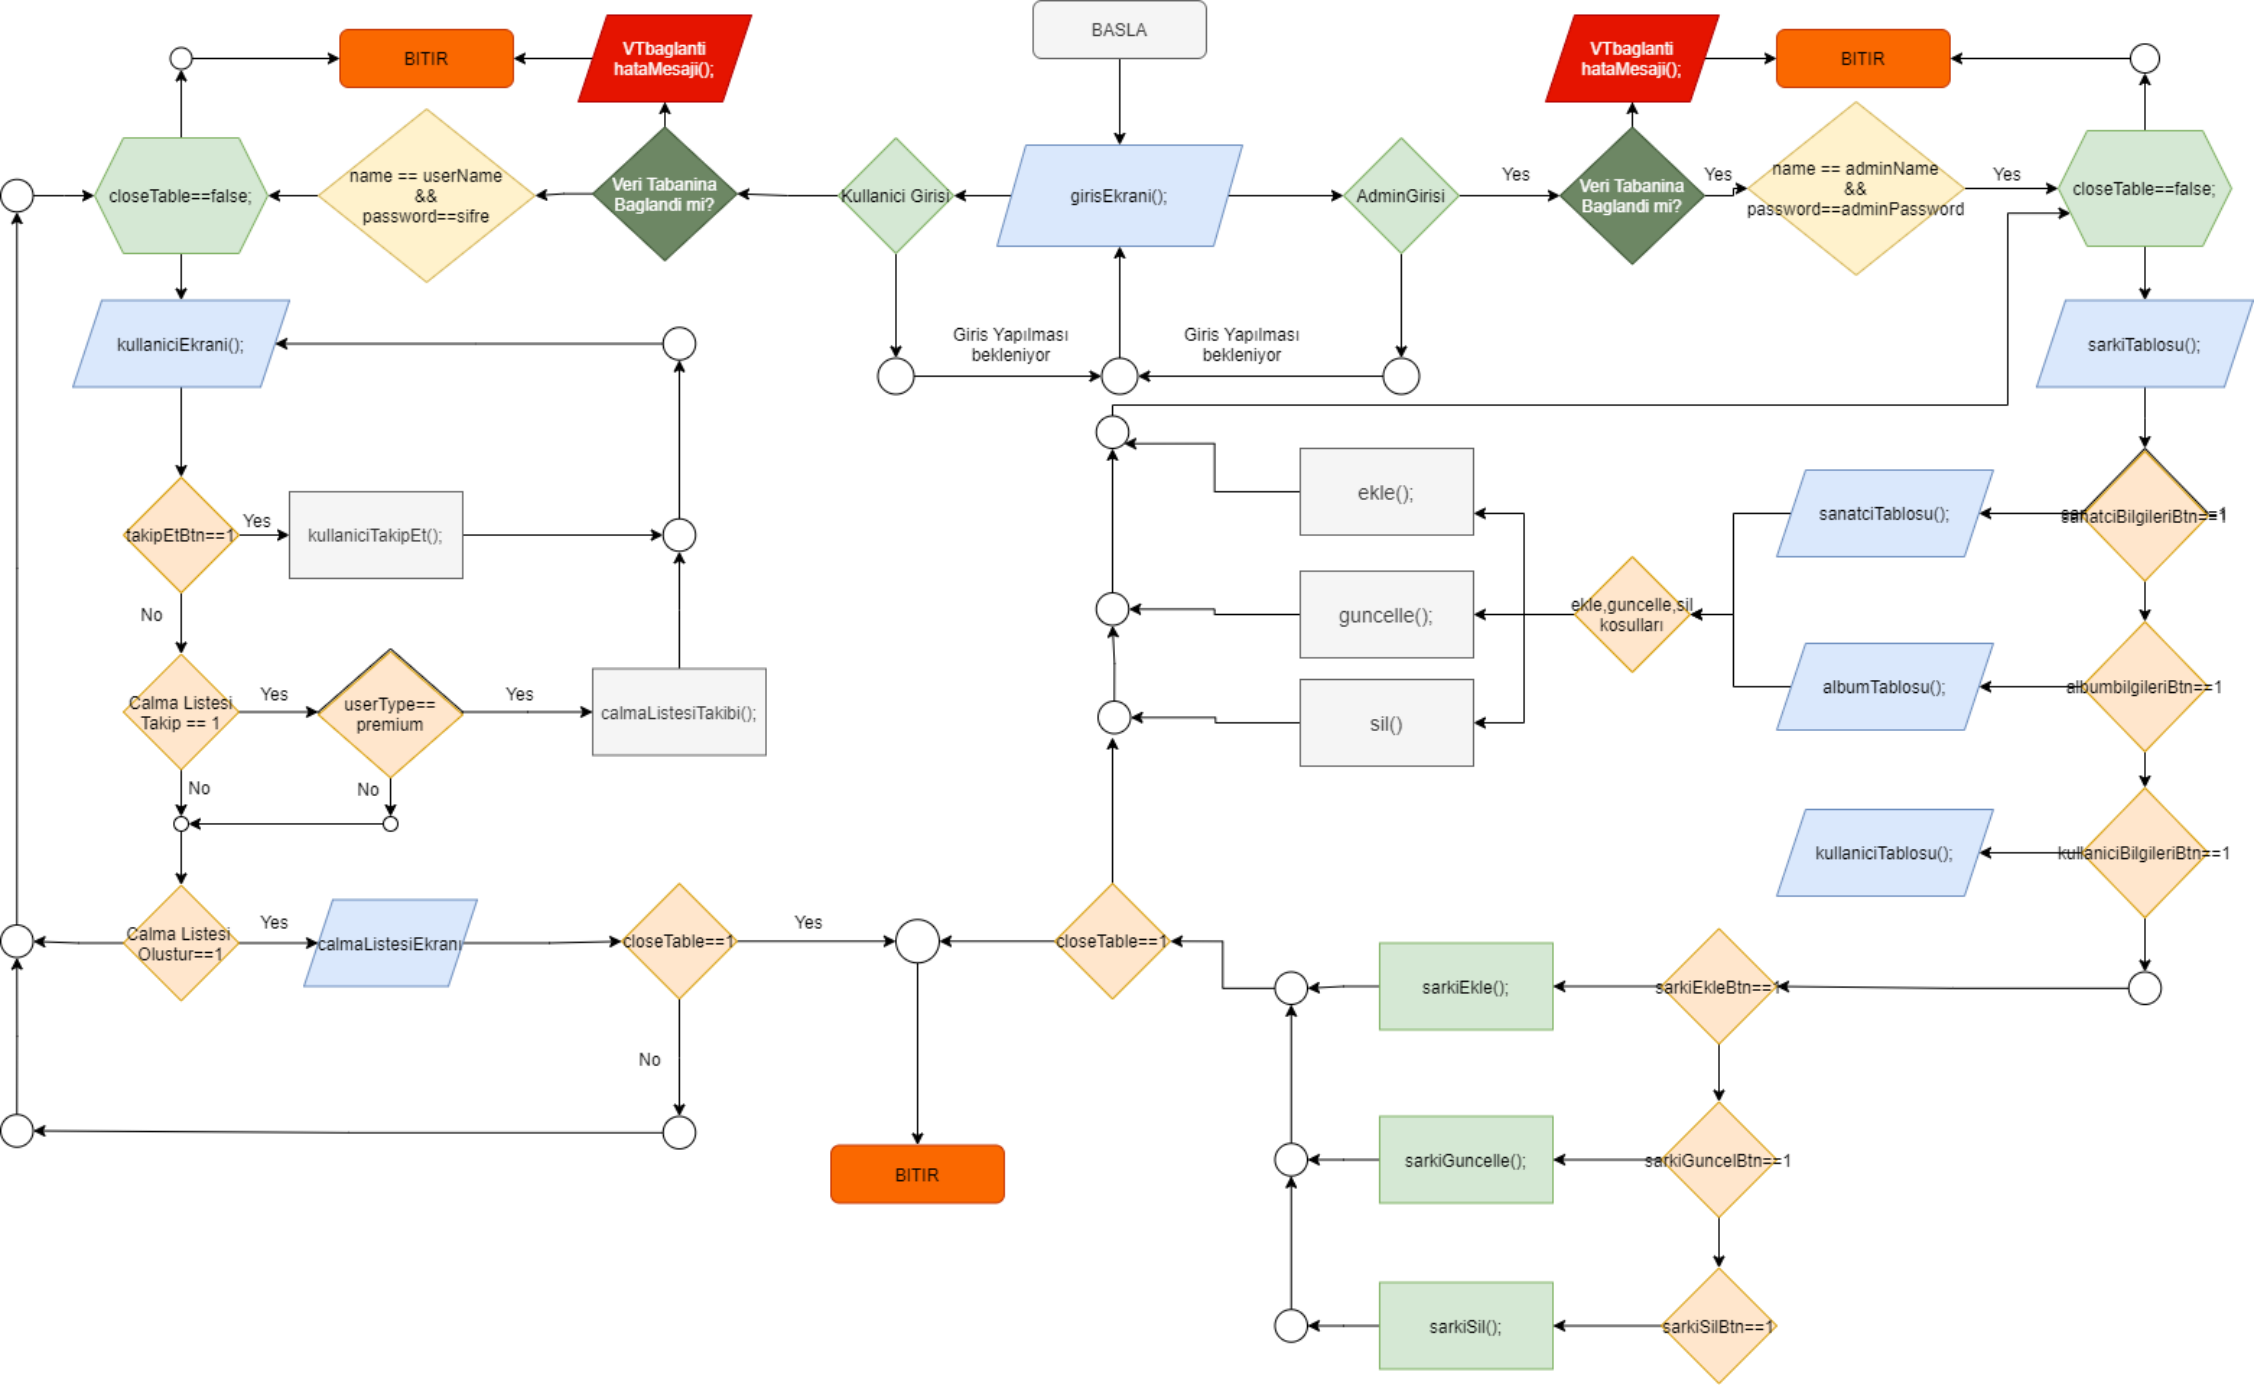 BASLA
VTbaglanti
hataMesaji();
BITIR
VTbaglanti
hataMesaji();
BITIR
closeTable==false;
name == userName
&&
password==sifre
Veri Tabanina
Baglandi mi?
Kullanici Girisi
girisEkrani();
AdminGirisi
Yes
Veri Tabanina
Baglandi mi?
Yes
name == adminName
&&
password==adminPassword
Yes
closeTable==false;
kullaniciEkrani();
Giris Yapılması
bekleniyor
Giris Yapılması
bekleniyor
sarkiTablosu();
takipEtBtn==1
Yes
kullaniciTakipEt();
No
ekle();
sanatciTablosu();
sanatciBilgileriBtn==1
guncelle();
ekle,guncelle,sil
kosulları
Calma Listesi
Takip == 1
Yes
userType==
premium
Yes
calmaListesiTakibi();
sil()
albumTablosu();
albumbilgileriBtn==1
No
No
kullaniciTablosu();
kullaniciBilgileriBtn==1
Calma Listesi
Olustur==1
Yes
calmaListesiEkranı
closeTable==1
Yes
closeTable==1
sarkiEkle();
sarkiEkleBtn==1
No
BITIR
sarkiGuncelle();
sarkiGuncelBtn==1
sarkiSil();
sarkiSilBtn==1